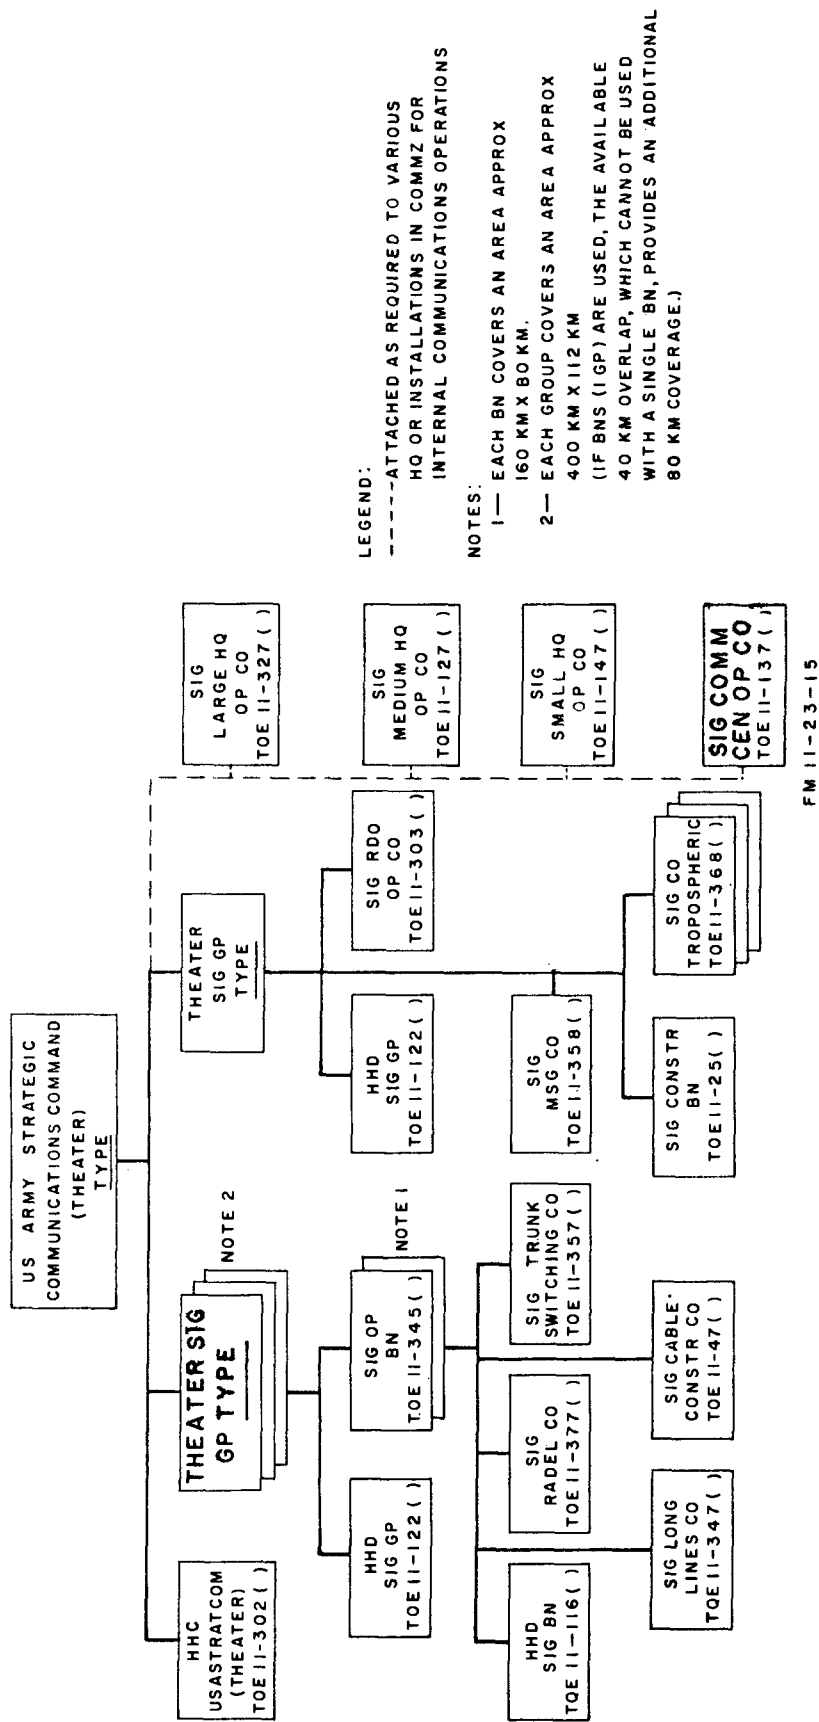 US ARMY STRATEGIC
COMMUNICATIONS COMMAND
(THEATER)
TYPE
HHC
USASTRATCOM
(THEATER)
TOE 11-302( )
THEATER SIG
GP TYPE
NOTE 2
THEATER
SIG GP
TYPE
SIG
LARGE HQ
OP CO
TOE 11-327( )
HHD
SIG GP
TOE 11-122( )
SIG OP
BN
TOE 11-345( )
NOTE 1
HHD
SIG GP
TOE 11-122( )
SIG RDO
OP CO
TOE 11-303( )
SIG
MEDIUM HQ
OP CO
TOE 11-127( )
HHD
SIG BN
TOE 11-116( )
SIG
RADEL CO
TOE 11-377( )
SIG TRUNK
SWITCHING CO
TOE 11-357( )
SIG
MSG CO
TOE 11-358( )
SIG
SMALL HQ
OP CO
TOE 11-147( )
SIG LONG
LINES CO
TOE 11-347( )
SIG CABLE
CONSTR CO
TOE 11-47( )
SIG CONSTR
BN
TOE 11-25( )
SIG CO
TROPOSPHERIC
TOE 11-368( )
SIG COMM
CEN OP CO
TOE 11-137( )
FM 11-23-15
LEGEND:
-----ATTACHED AS REQUIRED TO VARIOUS
HQ OR INSTALLATIONS IN COMMZ FOR
INTERNAL COMMUNICATIONS OPERATIONS
NOTES:
1— EACH BN COVERS AN AREA APPROX
160 KM X 80 KM.
2— EACH GROUP COVERS AN AREA APPROX
400 KM X 112 KM
(IF BNS (1 GP) ARE USED, THE AVAILABLE
40 KM OVERLAP, WHICH CANNOT BE USED
WITH A SINGLE BN, PROVIDES AN ADDITIONAL
80 KM COVERAGE.)